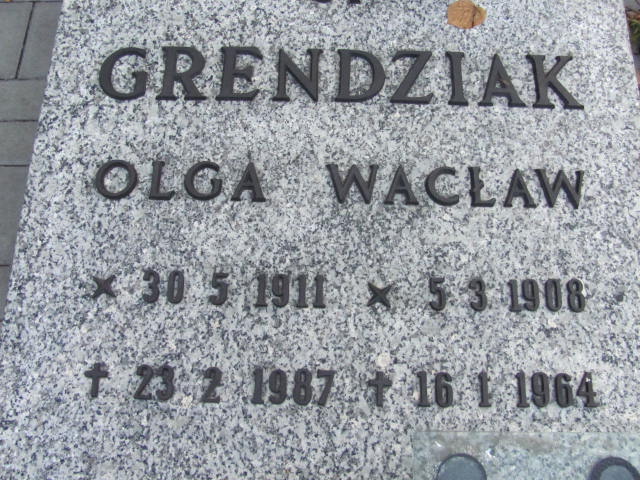 GRENDZIAK
OLGA WACŁAW
× 30 5 1911 × 5 3 1908
† 23 2 1987 † 16 1 1964